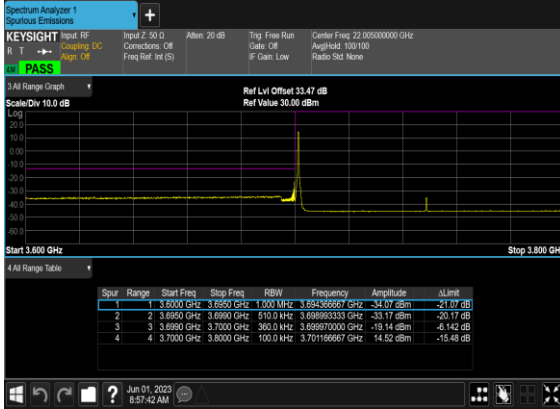 Spectrum Analyzer 1
Spurious Emissions
+
KEYSIGHT Input: RF Input Z: 50 Ω Atten: 20 dB Trig: Free Run Center Freq: 22.005000000 GHz
R T Coupling: DC Corrections: Off Gate: Off Avg|Hold: 100/100
Align: Off Freq Ref: Int (S) IF Gain: Low Radio Std: None
PASS
3 All Range Graph
Ref Lvl Offset 33.47 dB
Scale/Div 10.0 dB Ref Value 30.00 dBm
Log
20.0
10.0
0.00
-10.0
-20.0
-30.0
-40.0
-50.0
-60.0
Start 3.600 GHz Stop 3.800 GH
4 All Range Table
Spur Range Start Freq Stop Freq RBW Frequency Amplitude ΔLimit
1 1 3.6000 GHz 3.6950 GHz 1.000 MHz 3.694366667 GHz -34.07 dBm -21.07 dB
2 2 3.6950 GHz 3.6990 GHz 510.0 kHz 3.698993333 GHz -33.17 dBm -20.17 dB
3 3 3.6990 GHz 3.7000 GHz 360.0 kHz 3.699970000 GHz -19.14 dBm -6.142 dB
4 4 3.7000 GHz 3.8000 GHz 100.0 kHz 3.701166667 GHz 14.52 dBm -15.48 dB
? Jun 01, 2023
8:57:42 AM